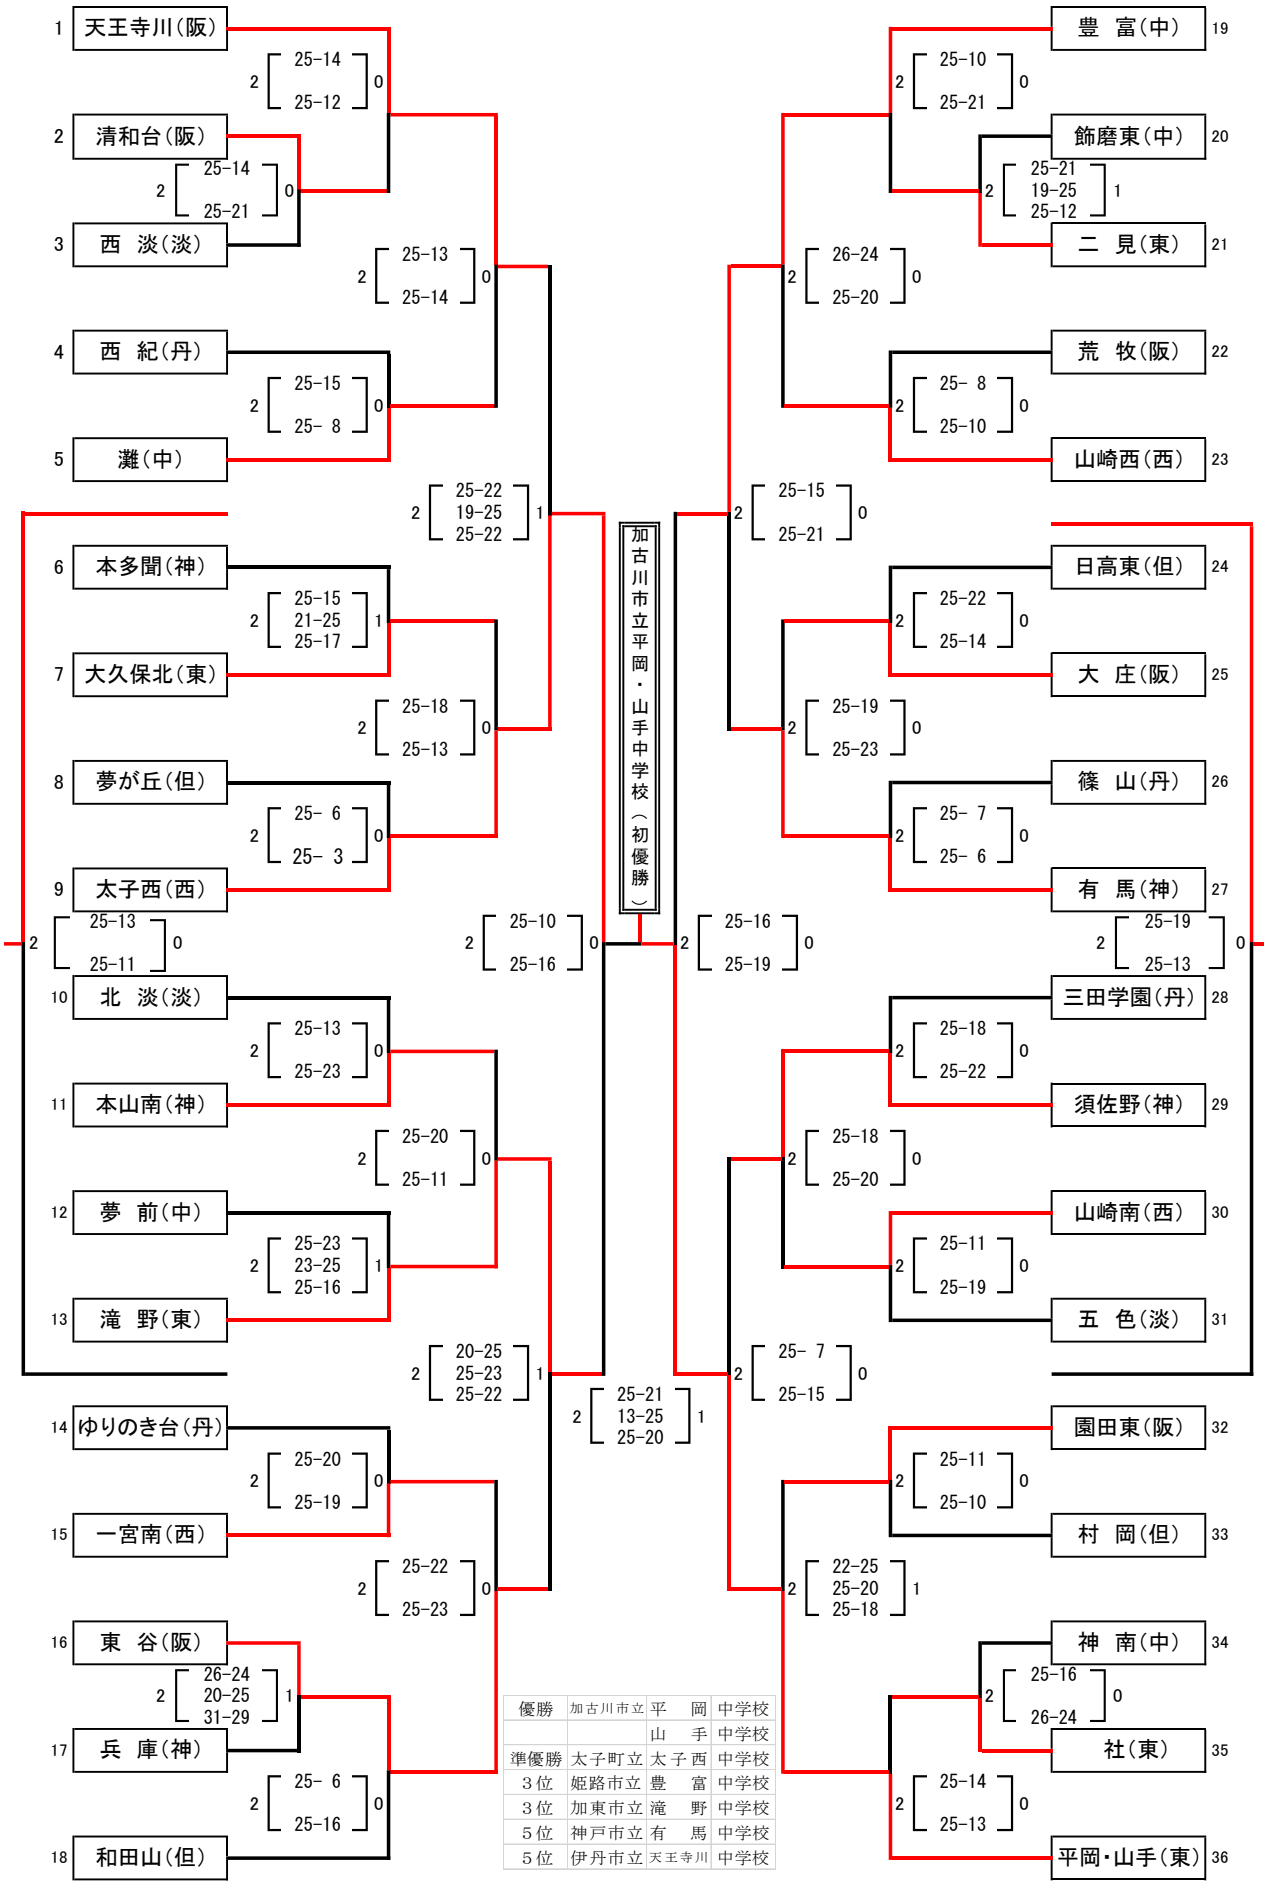 1 天王寺川(阪)
2 [ 25-14 25-12 ] 0
2 清和台(阪)
2 [ 25-14 25-21 ] 0
3 西 淡(淡)
2 [ 25-13 25-14 ] 0
4 西 紀(丹)
2 [ 25-15 25- 8 ] 0
5 灘(中)
2 [ 25-22 19-25 25-22 ] 1
6 本多聞(神)
2 [ 25-15 21-25 25-17 ] 1
7 大久保北(東)
2 [ 25-18 25-13 ] 0
8 夢が丘(但)
2 [ 25- 6 25- 3 ] 0
9 太子西(西)
2 [ 25-13 25-11 ] 0
2 [ 25-10 25-16 ] 0
10 北 淡(淡)
2 [ 25-13 25-23 ] 0
11 本山南(神)
2 [ 25-20 25-11 ] 0
12 夢 前(中)
2 [ 25-23 23-25 25-16 ] 1
13 滝 野(東)
2 [ 20-25 25-23 25-22 ] 1
14 ゆりのき台(丹)
2 [ 25-20 25-19 ] 0
15 一宮南(西)
2 [ 25-22 25-23 ] 0
16 東 谷(阪)
2 [ 26-24 20-25 31-29 ] 1
17 兵 庫(神)
2 [ 25- 6 25-16 ] 0
18 和田山(但)
加古川市立平岡・山手中学校(初優勝)
2 [ 25-21 13-25 25-20 ] 1
豊 富(中) 19
2 [ 25-10 25-21 ] 0
飾磨東(中) 20
2 [ 25-21 19-25 25-12 ] 1
二 見(東) 21
2 [ 26-24 25-20 ] 0
荒 牧(阪) 22
2 [ 25- 8 25-10 ] 0
山崎西(西) 23
2 [ 25-15 25-21 ] 0
日高東(但) 24
2 [ 25-22 25-14 ] 0
大 庄(阪) 25
2 [ 25-19 25-23 ] 0
篠 山(丹) 26
2 [ 25- 7 25- 6 ] 0
有 馬(神) 27
2 [ 25-16 25-19 ] 0
2 [ 25-19 25-13 ] 0
三田学園(丹) 28
2 [ 25-18 25-22 ] 0
須佐野(神) 29
2 [ 25-18 25-20 ] 0
山崎南(西) 30
2 [ 25-11 25-19 ] 0
五 色(淡) 31
2 [ 25- 7 25-15 ] 0
園田東(阪) 32
2 [ 25-11 25-10 ] 0
村 岡(但) 33
2 [ 22-25 25-20 25-18 ] 1
神 南(中) 34
2 [ 25-16 26-24 ] 0
社(東) 35
2 [ 25-14 25-13 ] 0
平岡・山手(東) 36
優勝 加古川市立 平 岡 中学校
山 手 中学校
準優勝 太子町立 太子西 中学校
3位 姫路市立 豊 富 中学校
3位 加東市立 滝 野 中学校
5位 神戸市立 有 馬 中学校
5位 伊丹市立 天王寺川 中学校